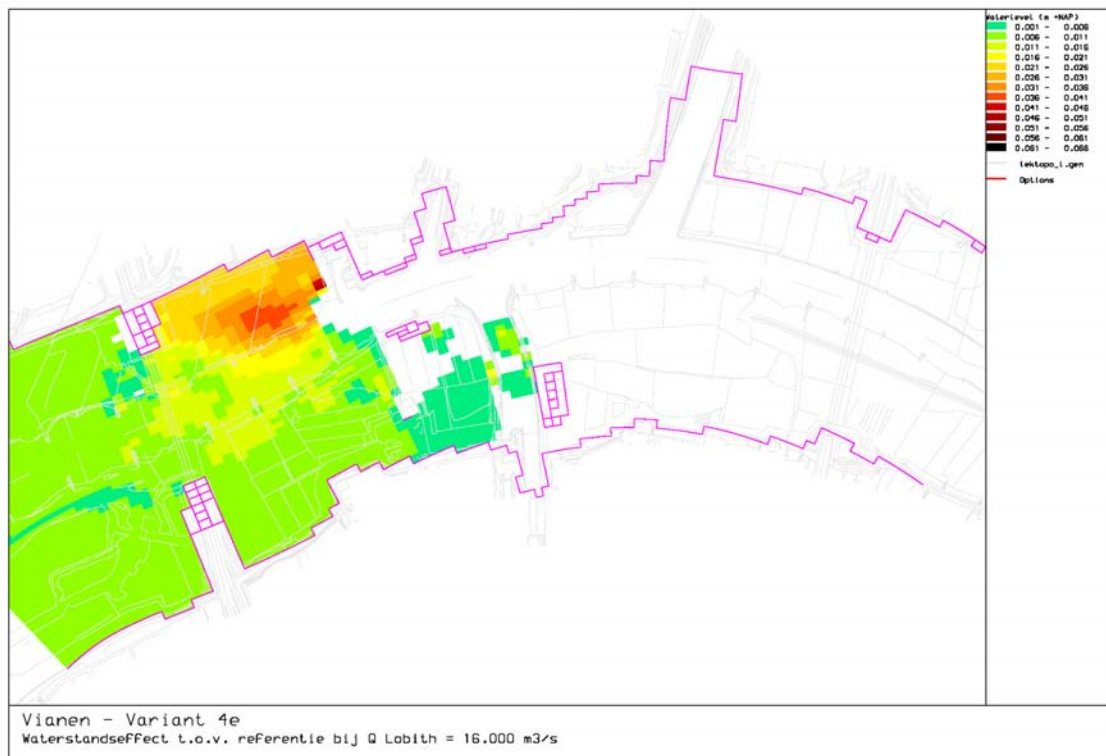 Waterlevel (m +NAP)
0.001 - 0.006
0.006 - 0.011
0.011 - 0.016
0.016 - 0.021
0.021 - 0.026
0.026 - 0.031
0.031 - 0.036
0.036 - 0.041
0.041 - 0.046
0.046 - 0.051
0.051 - 0.056
0.056 - 0.061
0.061 - 0.066
lektopo_l.gen
Options
Vianen - Variant 4e
Waterstandseffect t.o.v. referentie bij Q Lobith = 16.000 m3/s